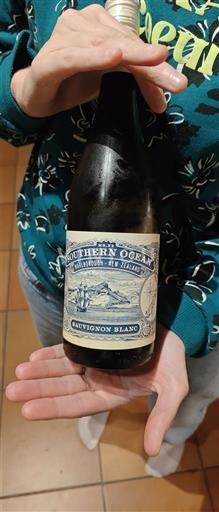 SOUTHERN OCEAN
MARLBOROUGH - NEW ZEALAND
SAUVIGNON BLANC